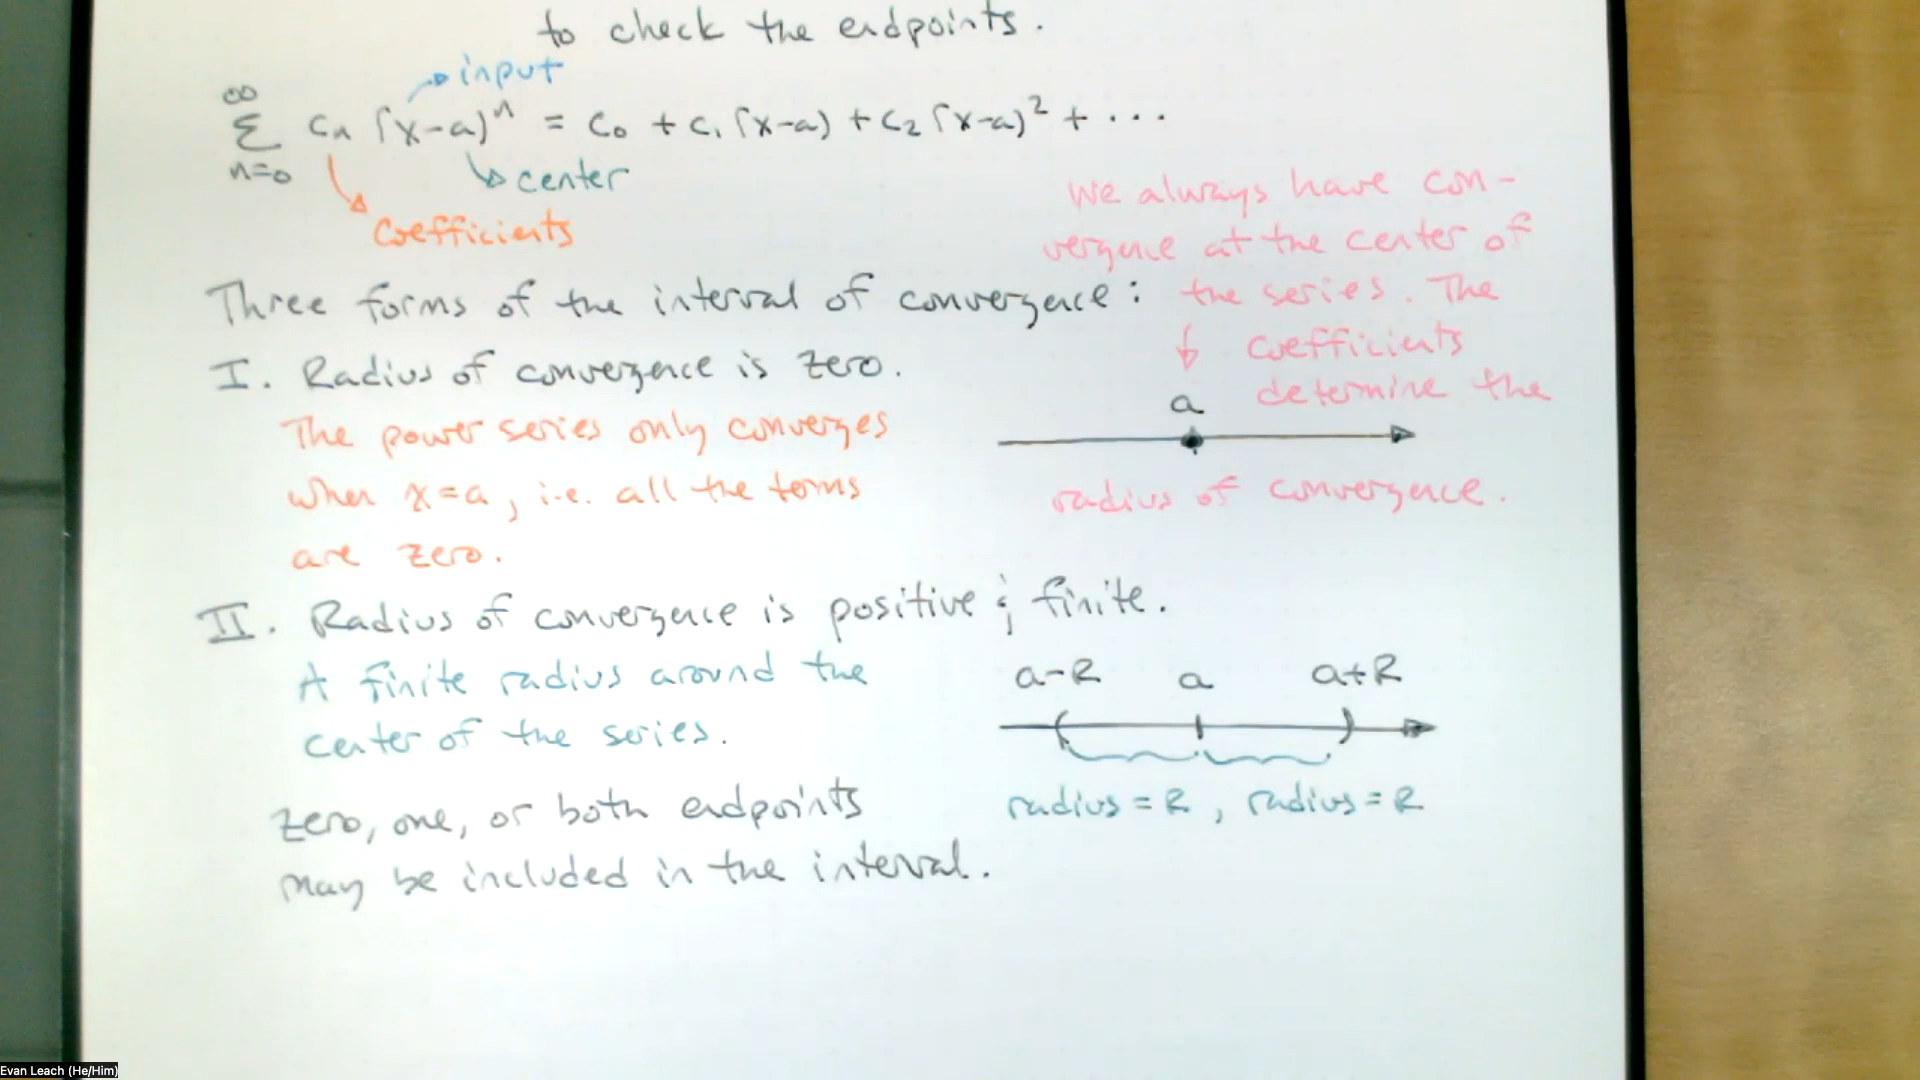 to check the endpoints.
input
∞
Σ cₙ (x-a)ⁿ = c₀ + c₁(x-a) + c₂(x-a)² + ...
n=0
center
coefficients
we always have con-
vergence at the center of
Three forms of the interval of convergence: the series. The
I. Radius of convergence is zero.
coefficients
determine the
a
The power series only converges
when x=a, i.e. all the terms
are zero.
radius of convergence.
II. Radius of convergence is positive & finite.
A finite radius around the
center of the series.
a-R a a+R
radius = R, radius = R
zero, one, or both endpoints
may be included in the interval.
Evan Leach (He/Him)